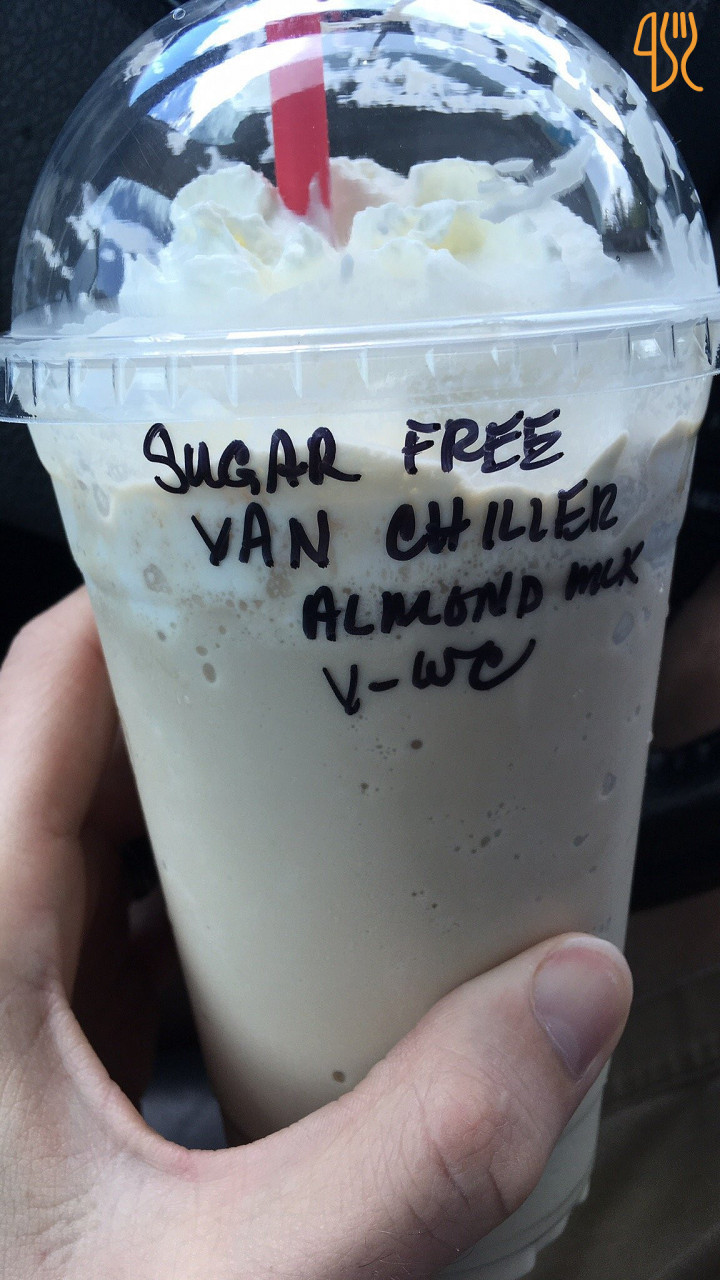 SUGAR FREE
VAN CHILLER
ALMOND MLK
V-WC